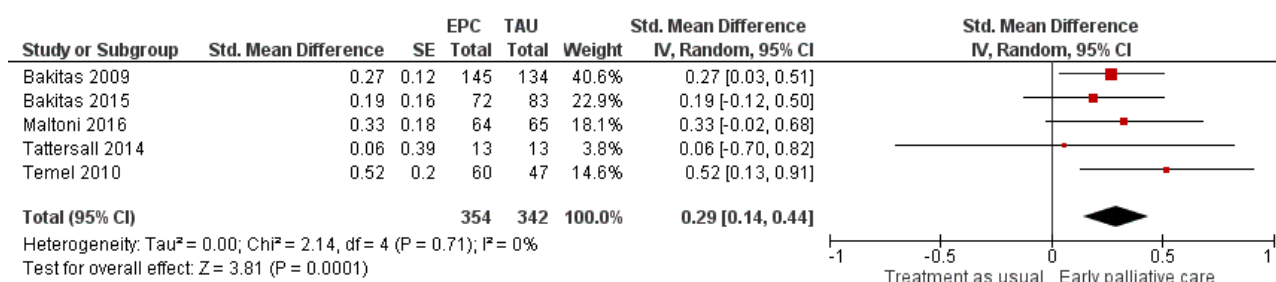 EPC TAU Std. Mean Difference Std. Mean Difference
Study or Subgroup Std. Mean Difference SE Total Total Weight IV, Random, 95% CI IV, Random, 95% CI
Bakitas 2009 0.27 0.12 145 134 40.6% 0.27 [0.03, 0.51]
Bakitas 2015 0.19 0.16 72 83 22.9% 0.19 [-0.12, 0.50]
Maltoni 2016 0.33 0.18 64 65 18.1% 0.33 [-0.02, 0.68]
Tattersall 2014 0.06 0.39 13 13 3.8% 0.06 [-0.70, 0.82]
Temel 2010 0.52 0.2 60 47 14.6% 0.52 [0.13, 0.91]
Total (95% CI) 354 342 100.0% 0.29 [0.14, 0.44]
Heterogeneity: Tau² = 0.00; Chi² = 2.14, df = 4 (P = 0.71); I² = 0%
Test for overall effect: Z = 3.81 (P = 0.0001)
-1 -0.5 0 0.5 1
Treatment as usual Early palliative care